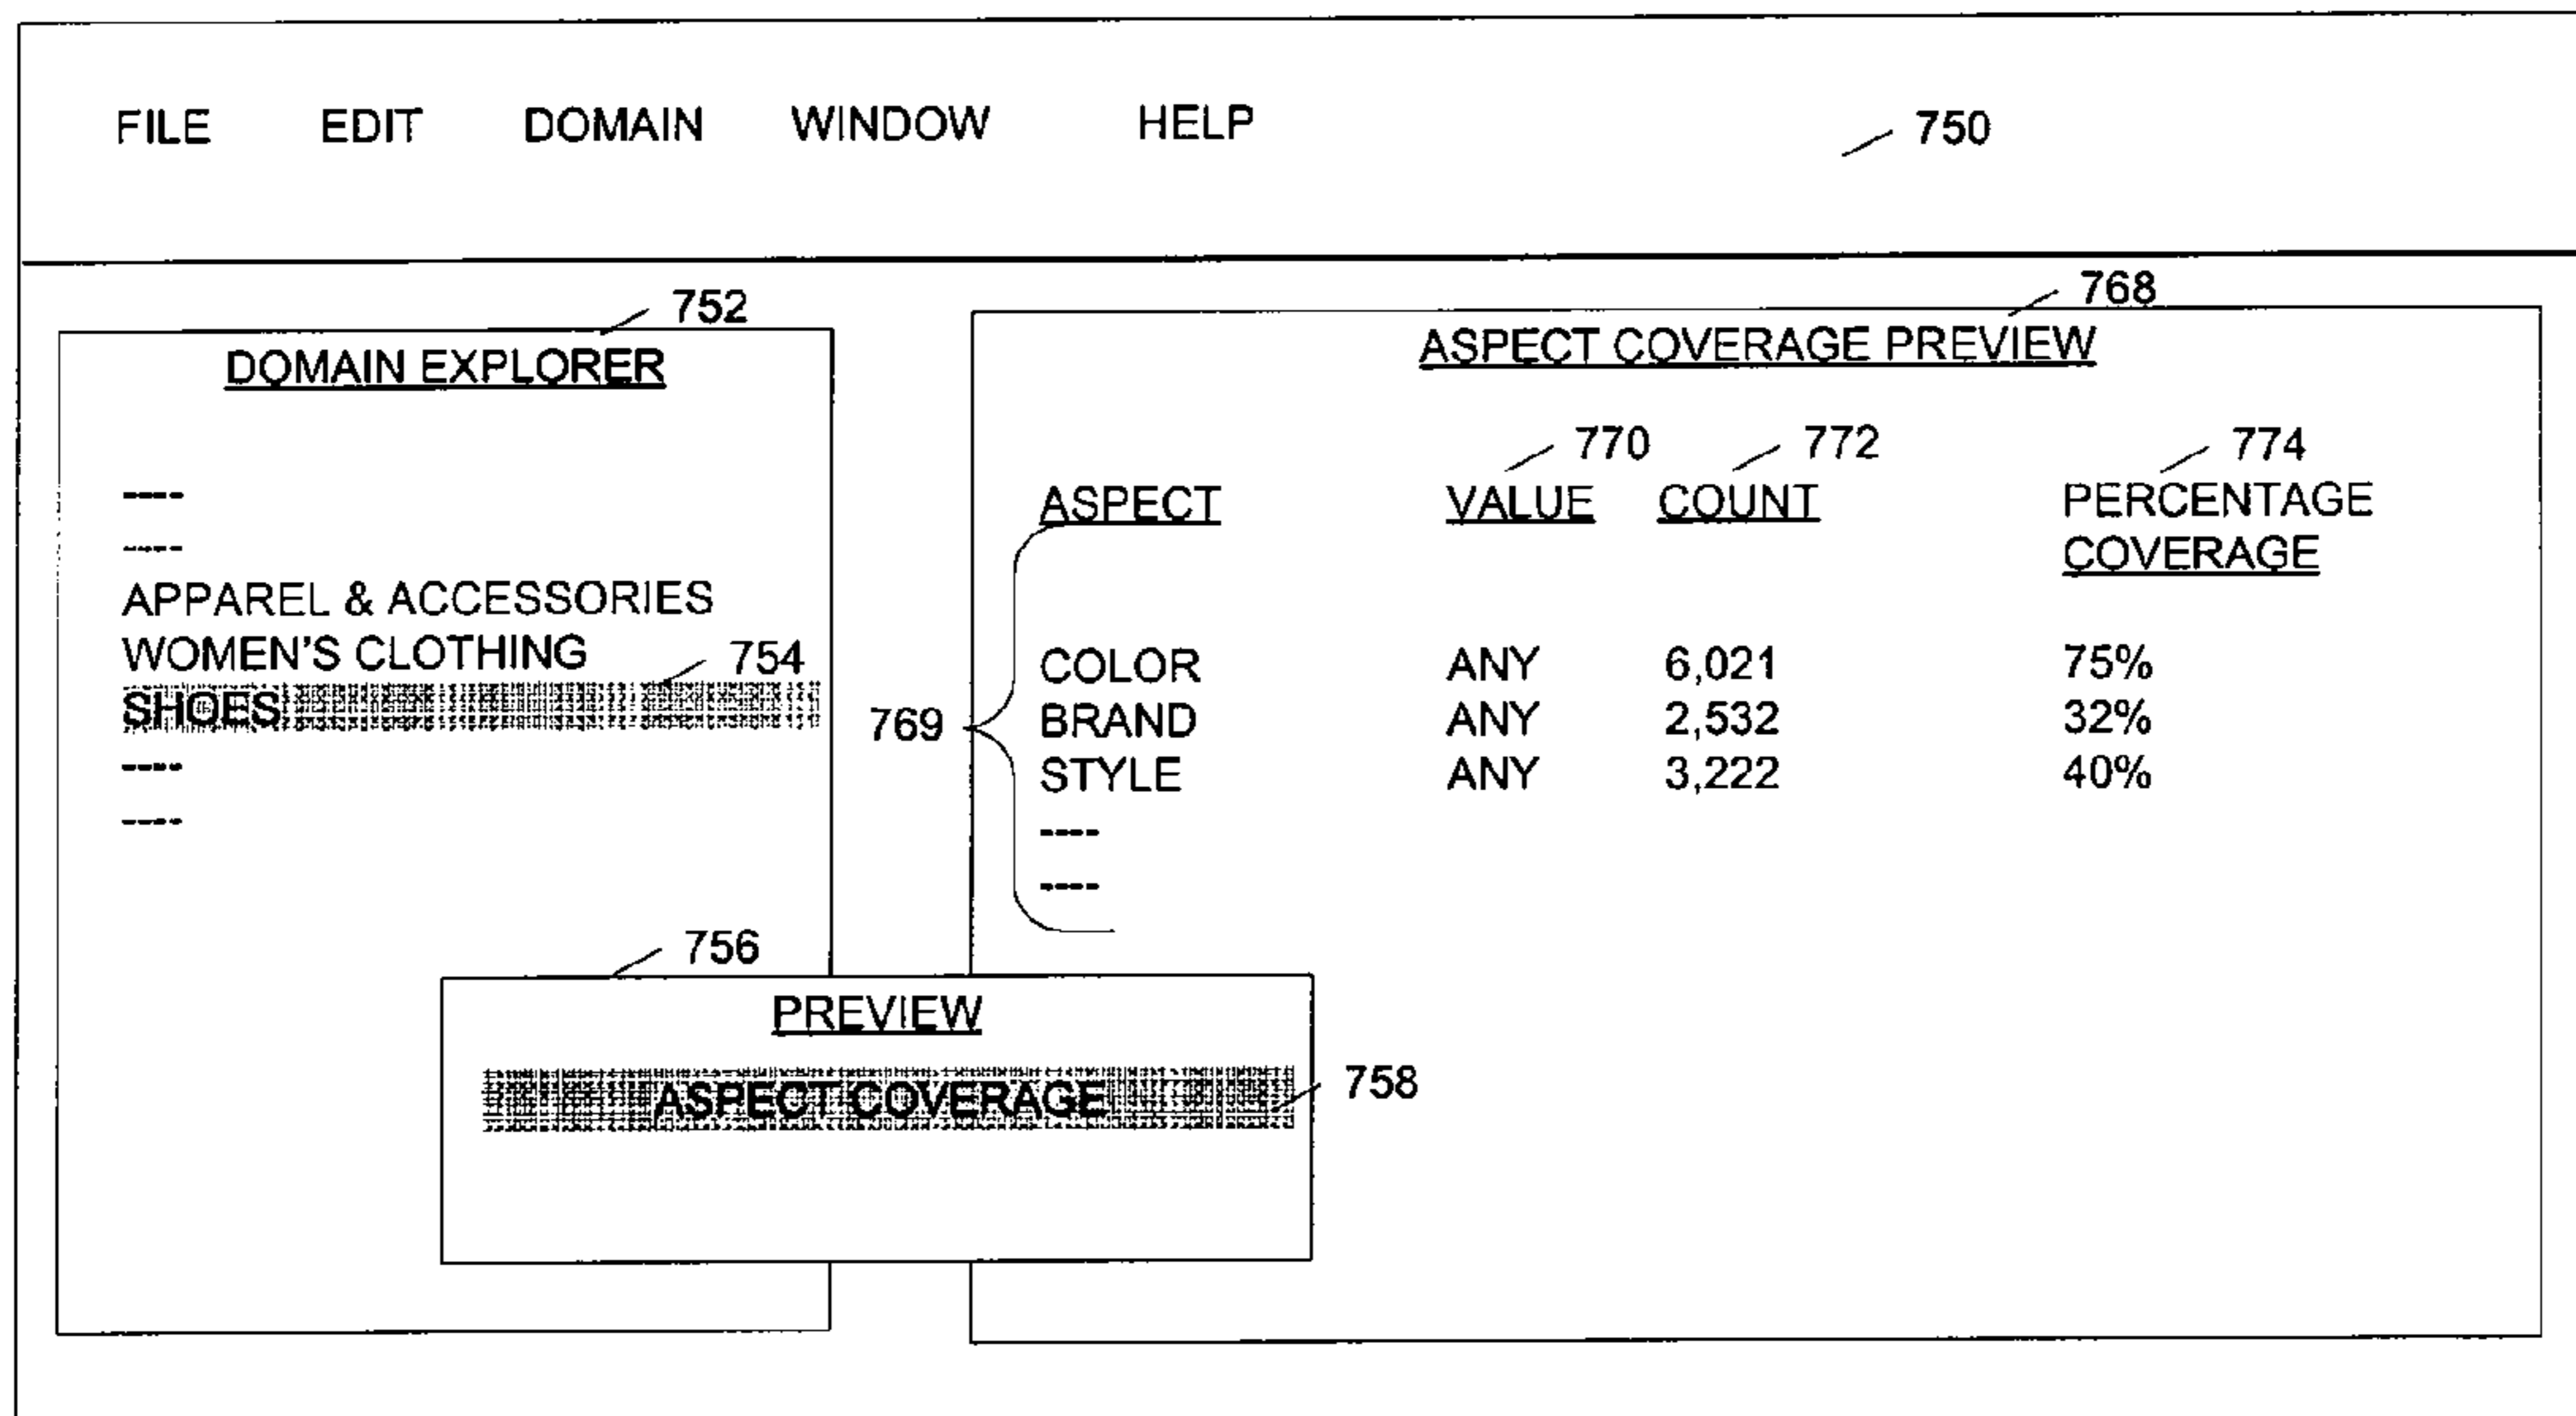 FILE EDIT DOMAIN WINDOW HELP 750
752
DOMAIN EXPLORER
----
----
APPAREL & ACCESSORIES
WOMEN'S CLOTHING
754
SHOES
----
----
768
ASPECT COVERAGE PREVIEW
770 772 774
ASPECT VALUE COUNT PERCENTAGE
COVERAGE
COLOR ANY 6,021 75%
769 BRAND ANY 2,532 32%
STYLE ANY 3,222 40%
----
----
756
PREVIEW
ASPECT COVERAGE 758